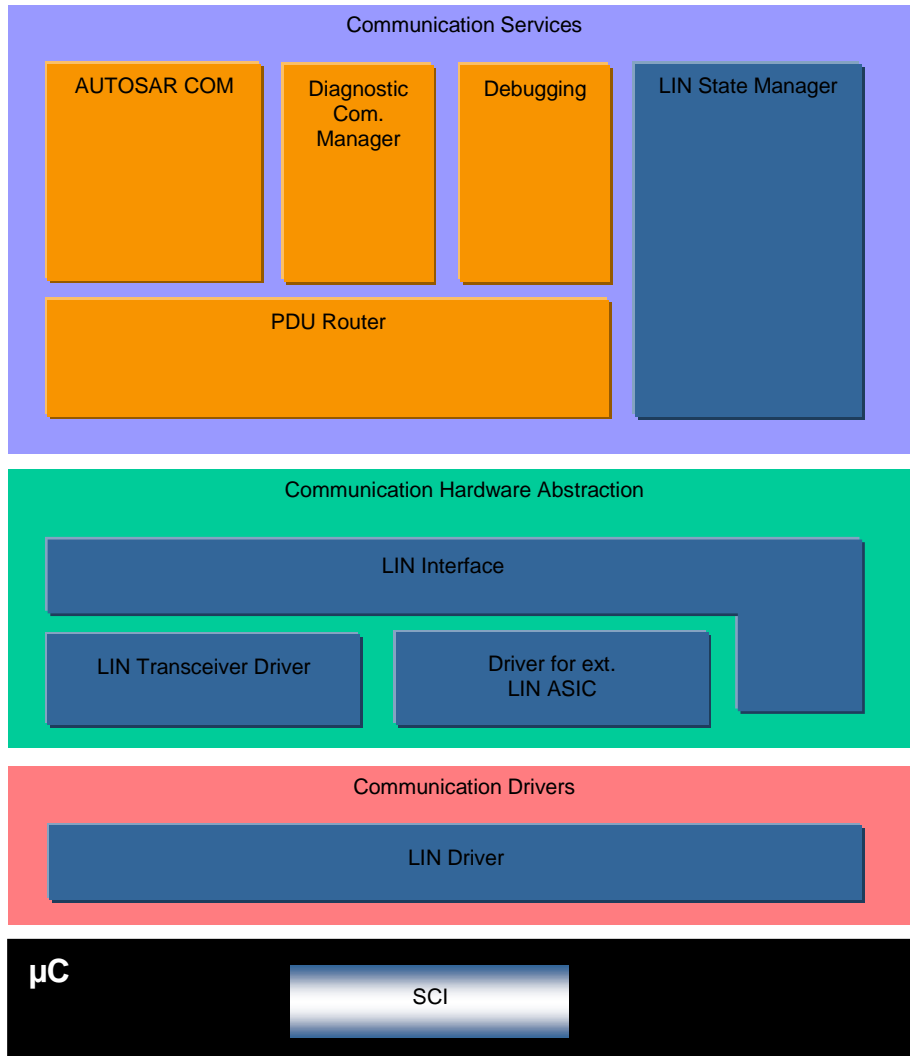 Communication Services
AUTOSAR COM
Diagnostic
Com.
Manager
Debugging
LIN State Manager
PDU Router
Communication Hardware Abstraction
LIN Interface
LIN Transceiver Driver
Driver for ext.
LIN ASIC
Communication Drivers
LIN Driver
µC
SCI